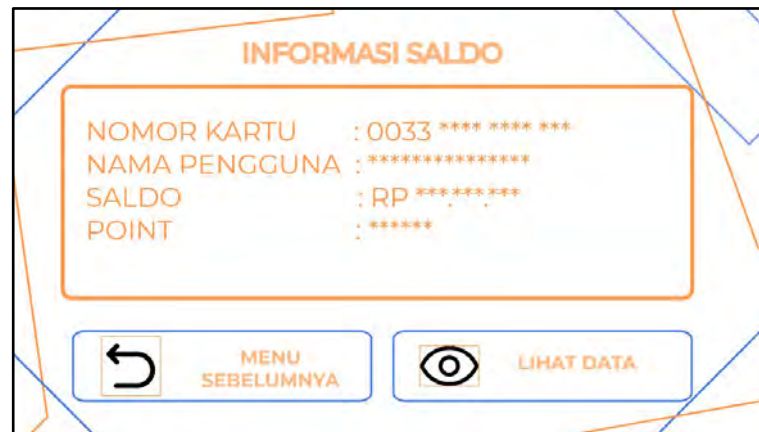 INFORMASI SALDO
NOMOR KARTU : 0033 **** **** ***
NAMA PENGGUNA : ***************
SALDO : RP ***.***.***
POINT : ******
MENU
SEBELUMNYA
LIHAT DATA